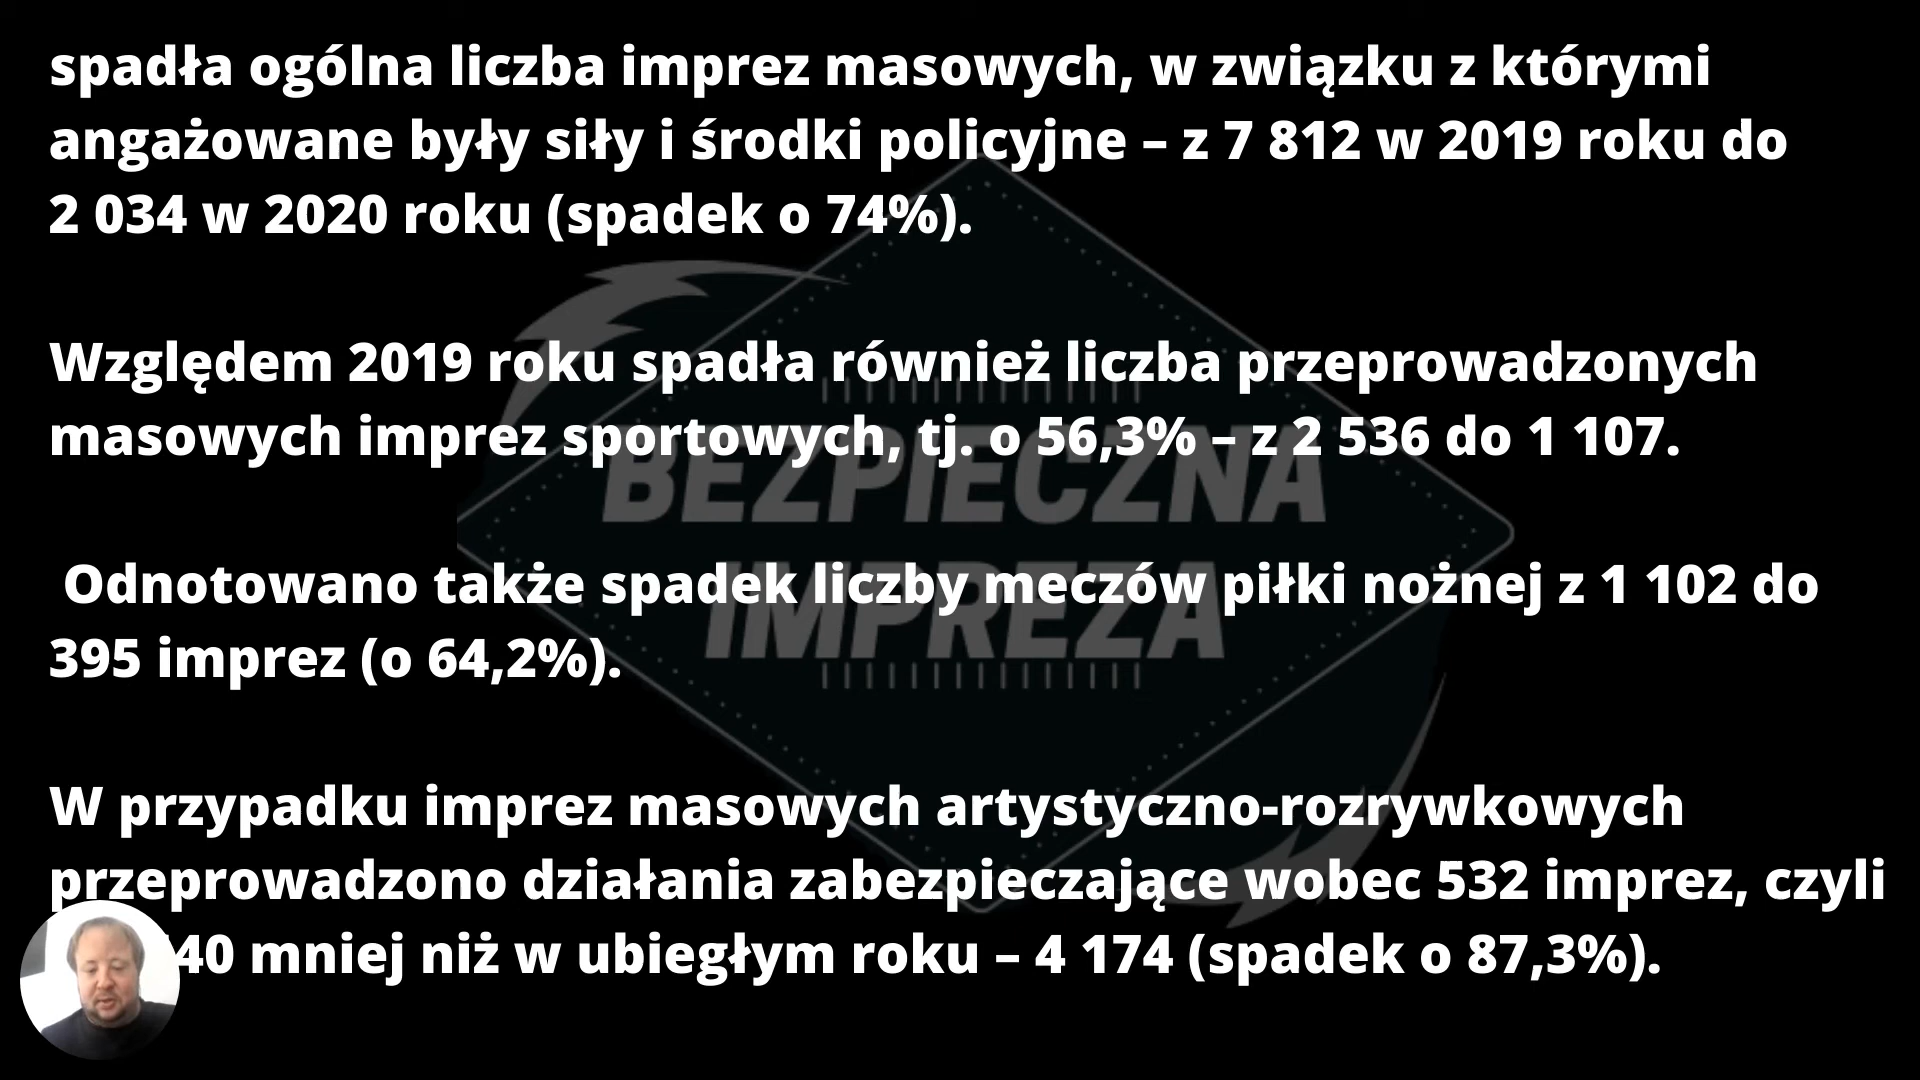 spadła ogólna liczba imprez masowych, w związku z którymi
angażowane były siły i środki policyjne – z 7 812 w 2019 roku do
2 034 w 2020 roku (spadek o 74%).
Względem 2019 roku spadła również liczba przeprowadzonych
masowych imprez sportowych, tj. o 56,3% – z 2 536 do 1 107.
BEZPIECZNA
Odnotowano także spadek liczby meczów piłki nożnej z 1 102 do
IMPREZA
395 imprez (o 64,2%).
W przypadku imprez masowych artystyczno-rozrywkowych
przeprowadzono działania zabezpieczające wobec 532 imprez, czyli
mniej niż w ubiegłym roku – 4 174 (spadek o 87,3%).